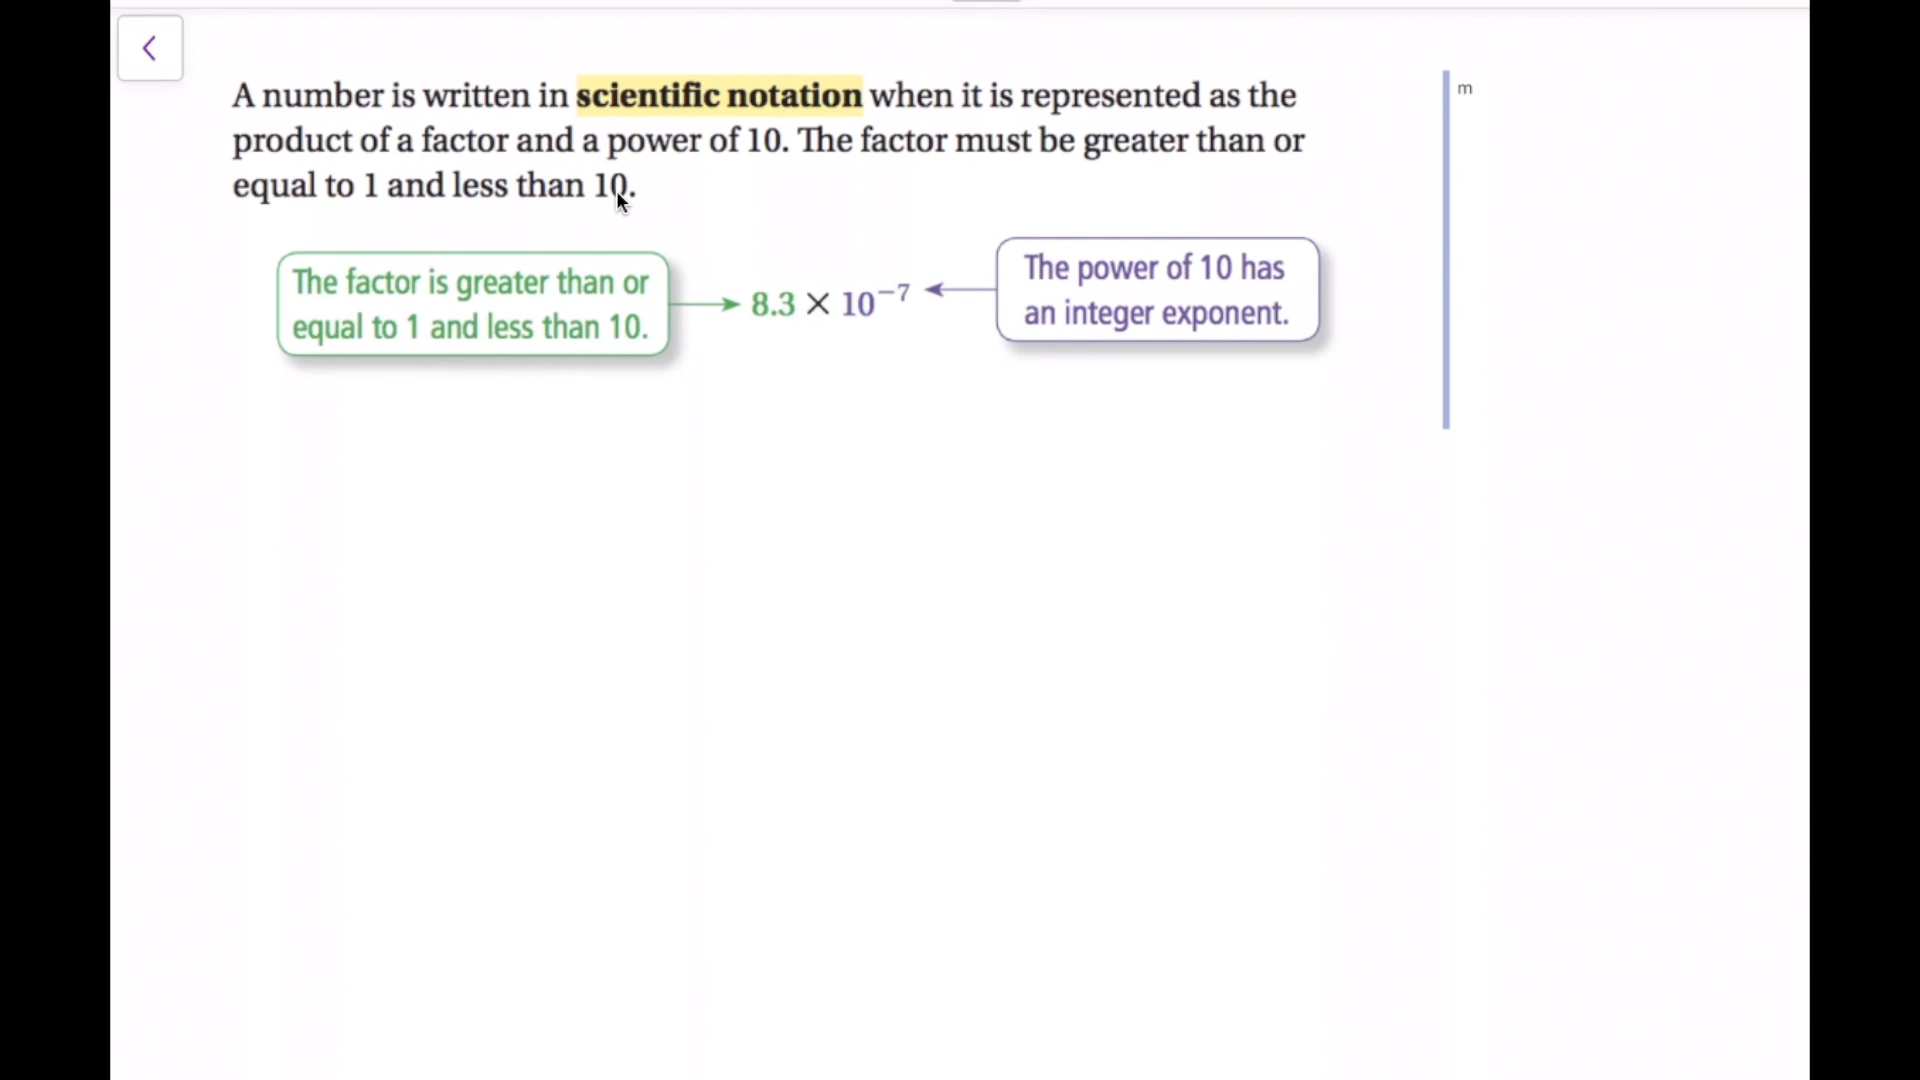 A number is written in scientific notation when it is represented as the
product of a factor and a power of 10. The factor must be greater than or
equal to 1 and less than 10.
m
The factor is greater than or
equal to 1 and less than 10.
8.3 × 10⁻⁷
The power of 10 has
an integer exponent.